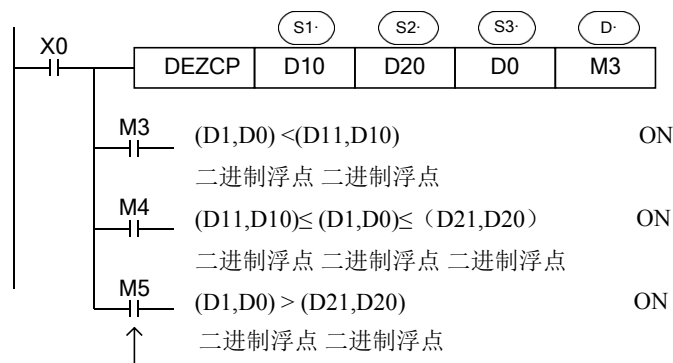 S1· S2· S3· D·
X0
DEZCP D10 D20 D0 M3
M3 (D1,D0) <(D11,D10) ON
二进制浮点 二进制浮点
M4 (D11,D10)≤ (D1,D0)≤（D21,D20） ON
二进制浮点 二进制浮点 二进制浮点
M5 (D1,D0) > (D21,D20) ON
二进制浮点 二进制浮点